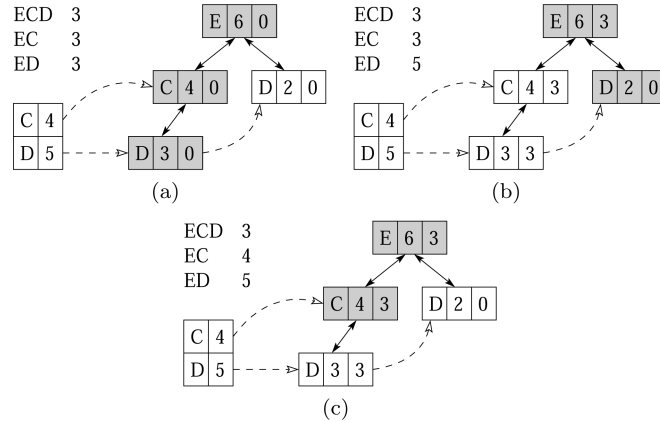 ECD 3
EC 3
ED 3
E 6 0
C 4 0
D 2 0
C 4
D 5
D 3 0
(a)
ECD 3
EC 3
ED 5
E 6 3
C 4 3
D 2 0
C 4
D 5
D 3 3
(b)
ECD 3
EC 4
ED 5
E 6 3
C 4 3
D 2 0
C 4
D 5
D 3 3
(c)